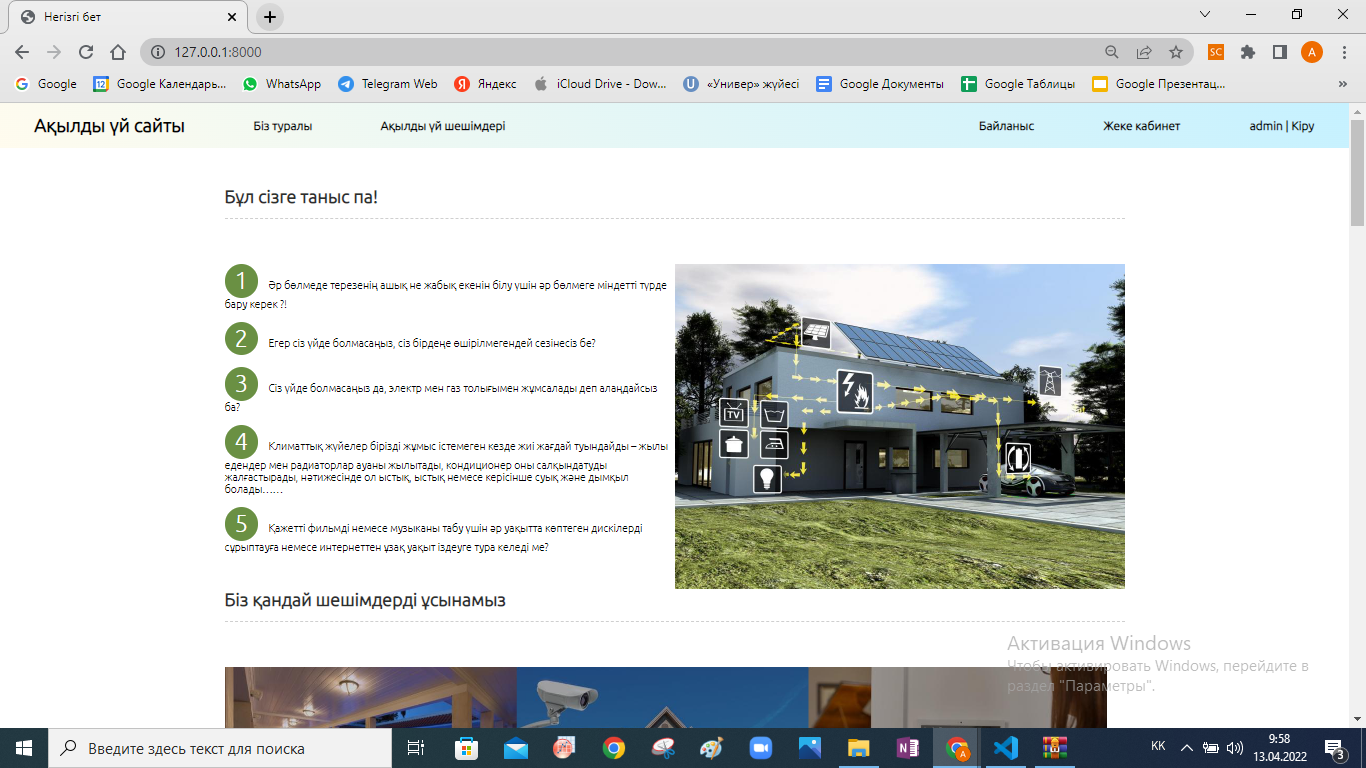 Негізгі бет
127.0.0.1:8000
SC
A
Google
Google Календарь...
WhatsApp
Telegram Web
Яндекс
iCloud Drive - Dow...
«Универ» жүйесі
Google Документы
Google Таблицы
Google Презентац...
Ақылды үй сайты
Біз туралы
Ақылды үй шешімдері
Байланыс
Жеке кабинет
admin | Кіру
Бұл сізге таныс па!
1 Әр бөлмеде терезенің ашық не жабық екенін білу үшін әр бөлмеге міндетті түрде
бару керек ?!
2 Егер сіз үйде болмасаңыз, сіз бірдеңе өшірілмегендей сезінесіз бе?
3 Сіз үйде болмасаңыз да, электр мен газ толығымен жұмсалады деп алаңдайсыз
ба?
4 Климаттық жүйелер бірізді жұмыс істемеген кезде жиі жағдай туындайды – жылы
едендер мен радиаторлар ауаны жылытады, кондиционер оны салқындатуды
жалғастырады, нәтижесінде ол ыстық, ыстық немесе керісінше суық және дымқыл
болады......
5 Қажетті фильмді немесе музыканы табу үшін әр уақытта көптеген дискілерді
сұрыптауға немесе интернеттен ұзақ уақыт іздеуге тура келеді ме?
TV
Біз қандай шешімдерді ұсынамыз
Активация Windows
Чтобы активировать Windows, перейдите в
раздел "Параметры".
Введите здесь текст для поиска
KK
9:58
13.04.2022
3